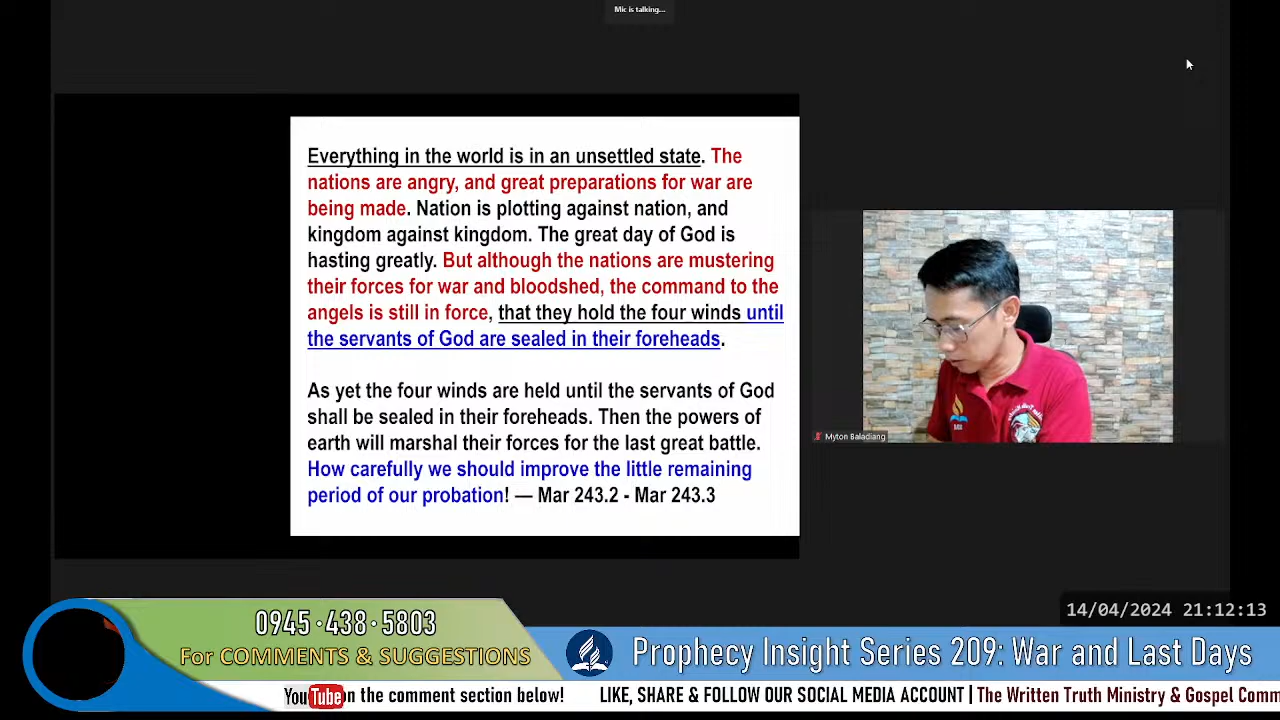 Mic is talking...
Everything in the world is in an unsettled state. The
nations are angry, and great preparations for war are
being made. Nation is plotting against nation, and
kingdom against kingdom. The great day of God is
hasting greatly. But although the nations are mustering
their forces for war and bloodshed, the command to the
angels is still in force, that they hold the four winds until
the servants of God are sealed in their foreheads.
As yet the four winds are held until the servants of God
shall be sealed in their foreheads. Then the powers of
earth will marshal their forces for the last great battle.
How carefully we should improve the little remaining
period of our probation! — Mar 243.2 - Mar 243.3
Myton Baladiang
14/04/2024 21:12:13
0945·438·5803
For COMMENTS & SUGGESTIONS
Prophecy Insight Series 209: War and Last Days
YouTube on the comment section below! LIKE, SHARE & FOLLOW OUR SOCIAL MEDIA ACCOUNT | The Written Truth Ministry & Gospel Comm